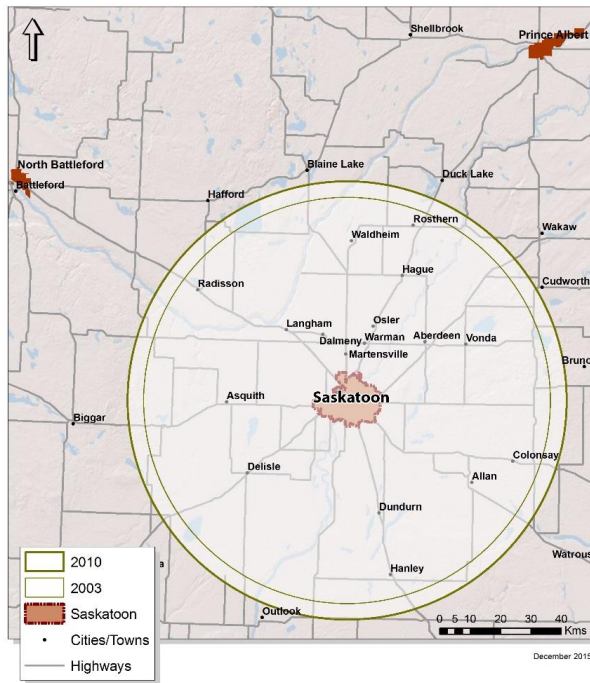 Shellbrook
Prince Albert
North Battleford
Battleford
Blaine Lake
Duck Lake
Hafford
Rosthern
Waldheim
Wakaw
Hague
Radisson
Cudworth
Langham
Osler
Dalmeny
Warman
Aberdeen
Vonda
Martensville
Bruno
Saskatoon
Asquith
Biggar
Colonsay
Delisle
Allan
Dundurn
Watrous
Hanley
Outlook
2010
2003
Saskatoon
Cities/Towns
Highways
0 5 10 20 30 40
Kms
December 2015